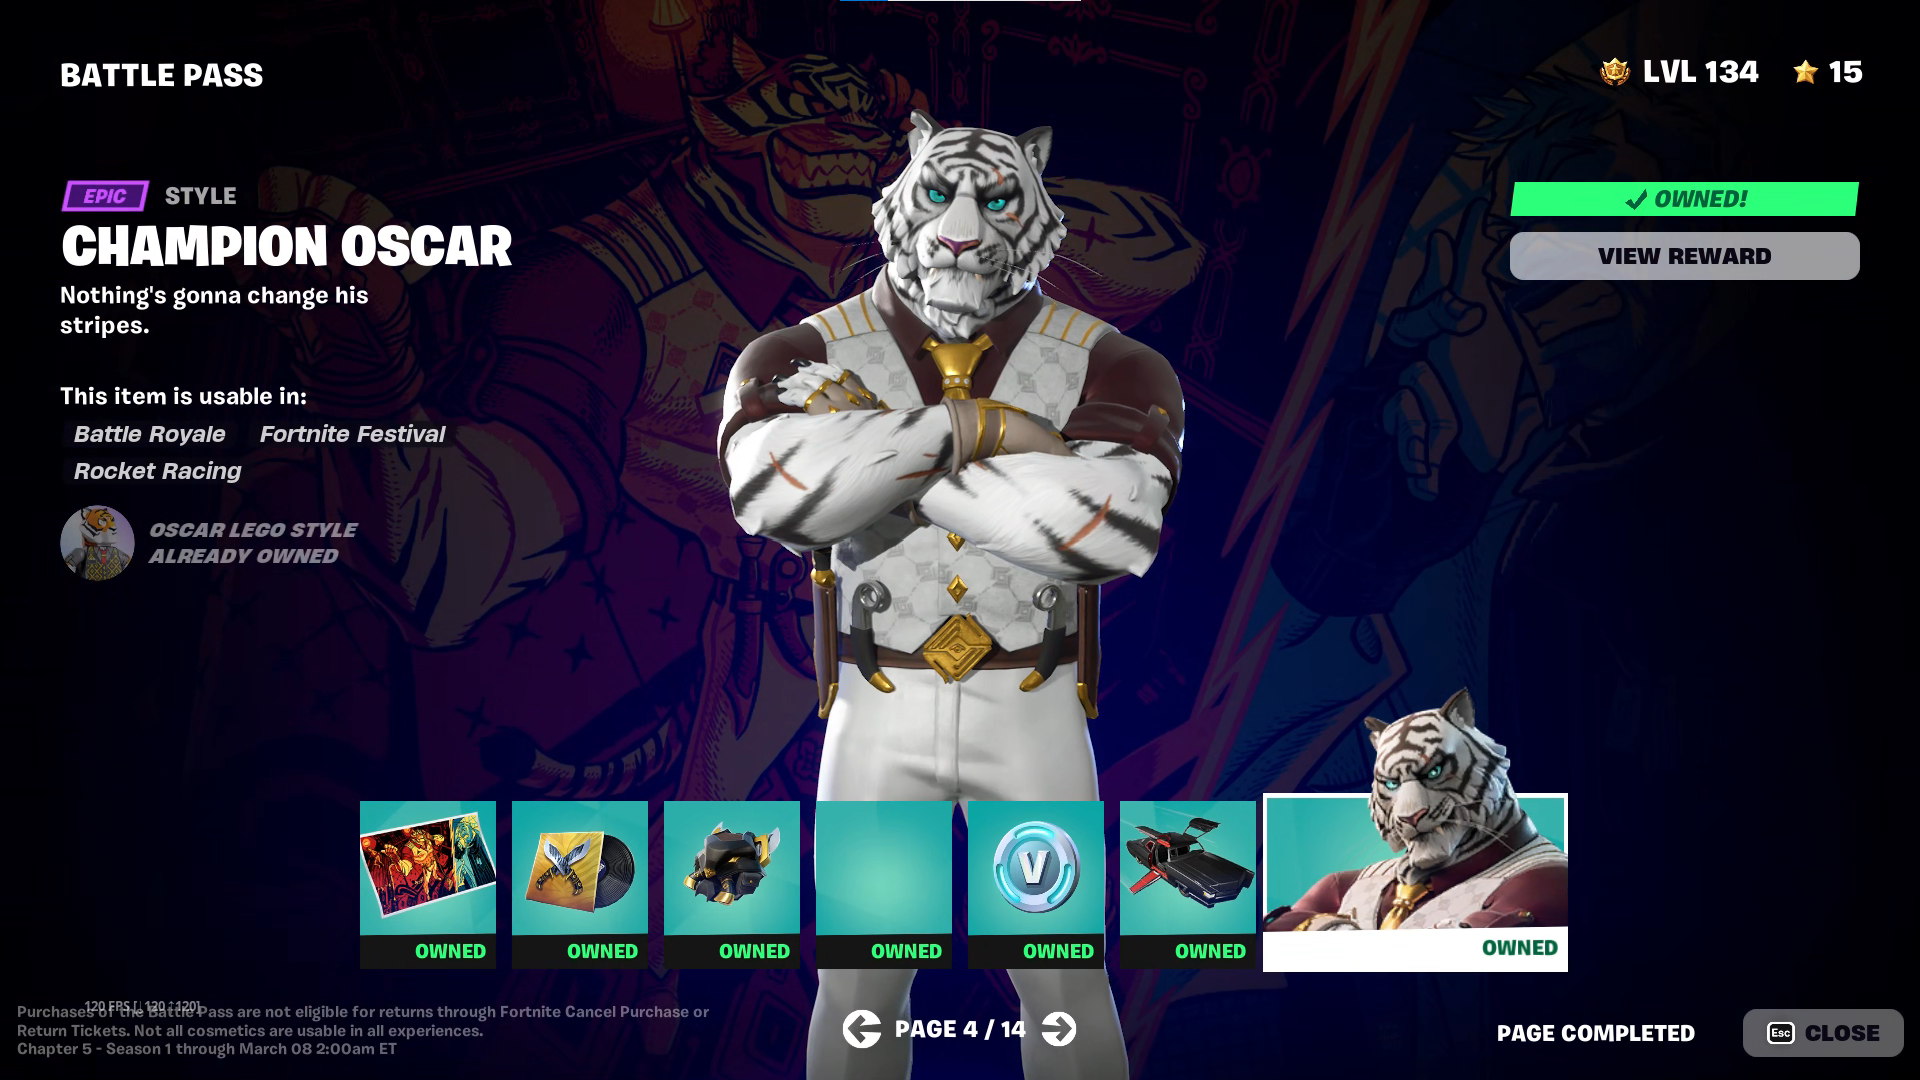 BATTLE PASS
LVL 134
15
EPIC
STYLE
CHAMPION OSCAR
Nothing's gonna change his
stripes.
OWNED!
VIEW REWARD
This item is usable in:
Battle Royale
Fortnite Festival
Rocket Racing
OSCAR LEGO STYLE
ALREADY OWNED
V
OWNED
OWNED
OWNED
OWNED
OWNED
OWNED
OWNED
120 FPS [↓120 ↑120]
Purchases of the Battle Pass are not eligible for returns through Fortnite Cancel Purchase or
Return Tickets. Not all cosmetics are usable in all experiences.
Chapter 5 - Season 1 through March 08 2:00am ET
PAGE 4 / 14
PAGE COMPLETED
Esc
CLOSE